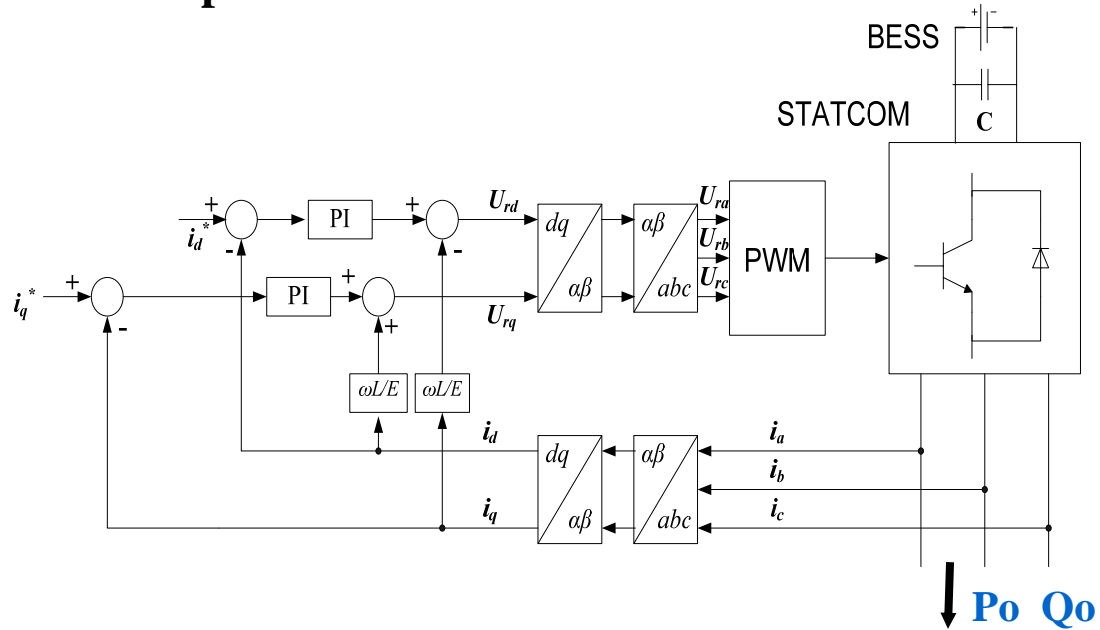 p
+ -
BESS
STATCOM
C
+
i_d*
-
PI
+
-
U_rd
dq
αβ
αβ
abc
U_ra
U_rb
U_rc
PWM
+
i_q*
-
PI
+
+
U_rq
ωL/E
ωL/E
i_d
i_q
dq
αβ
αβ
abc
i_a
i_b
i_c
Po Qo